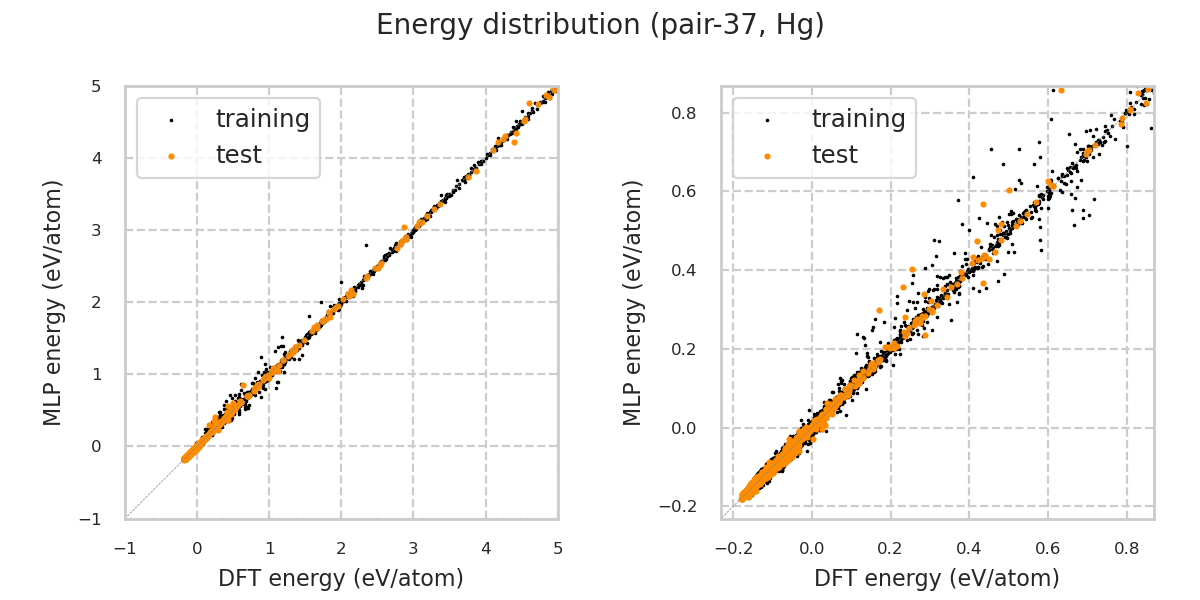 Energy distribution (pair-37, Hg)
training
test
MLP energy (eV/atom)
5
4
3
2
1
0
−1
−1 0 1 2 3 4 5
DFT energy (eV/atom)
training
test
MLP energy (eV/atom)
0.8
0.6
0.4
0.2
0.0
−0.2
−0.2 0.0 0.2 0.4 0.6 0.8
DFT energy (eV/atom)